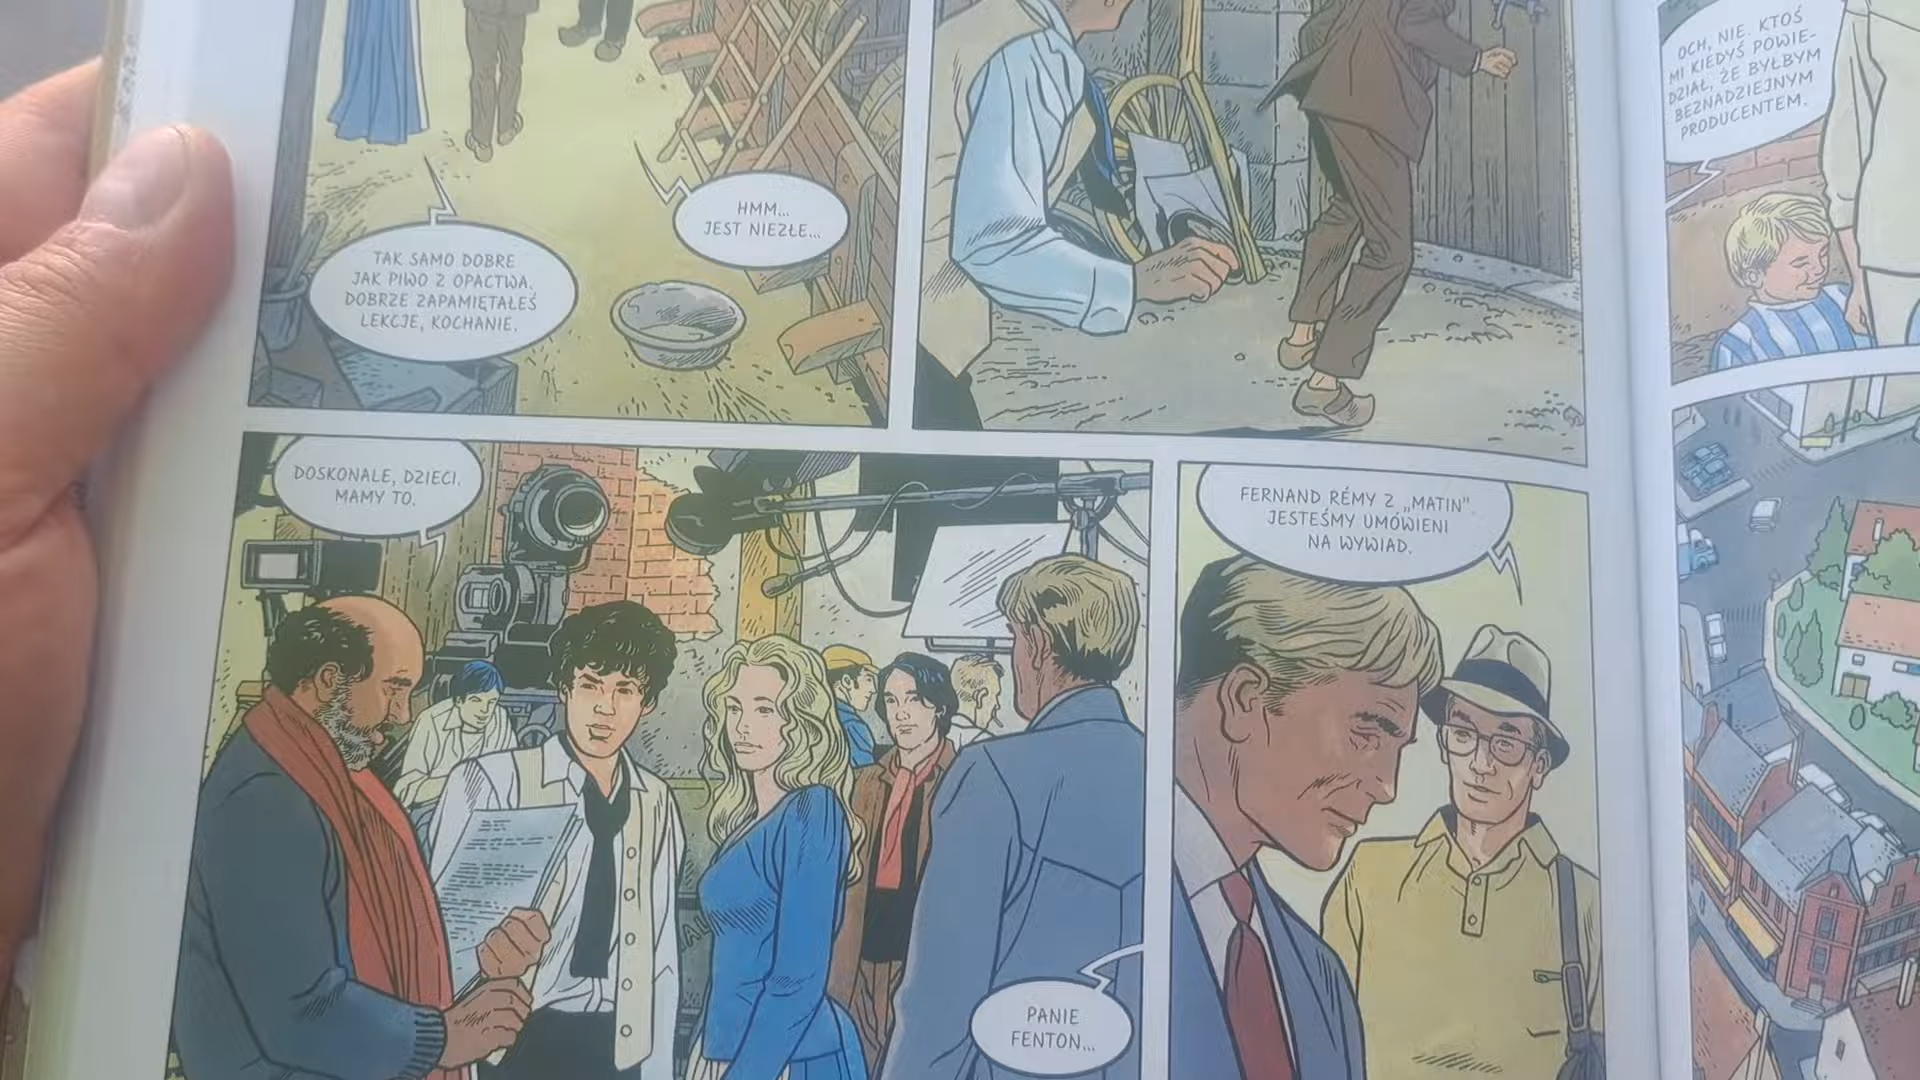 HMM...
JEST NIEZŁE...
TAK SAMO DOBRE
JAK PIWO Z OPACTWA.
DOBRZE ZAPAMIĘTAŁEŚ
LEKCJE, KOCHANIE.
DOSKONALE, DZIECI.
MAMY TO.
PANIE
FENTON...
FERNAND RÉMY Z „MATIN”.
JESTEŚMY UMÓWIENI
NA WYWIAD.
OCH, NIE. KTOŚ
MI KIEDYŚ POWIE-
DZIAŁ, ŻE BYŁBYM
BEZNADZIEJNYM
PRODUCENTEM.